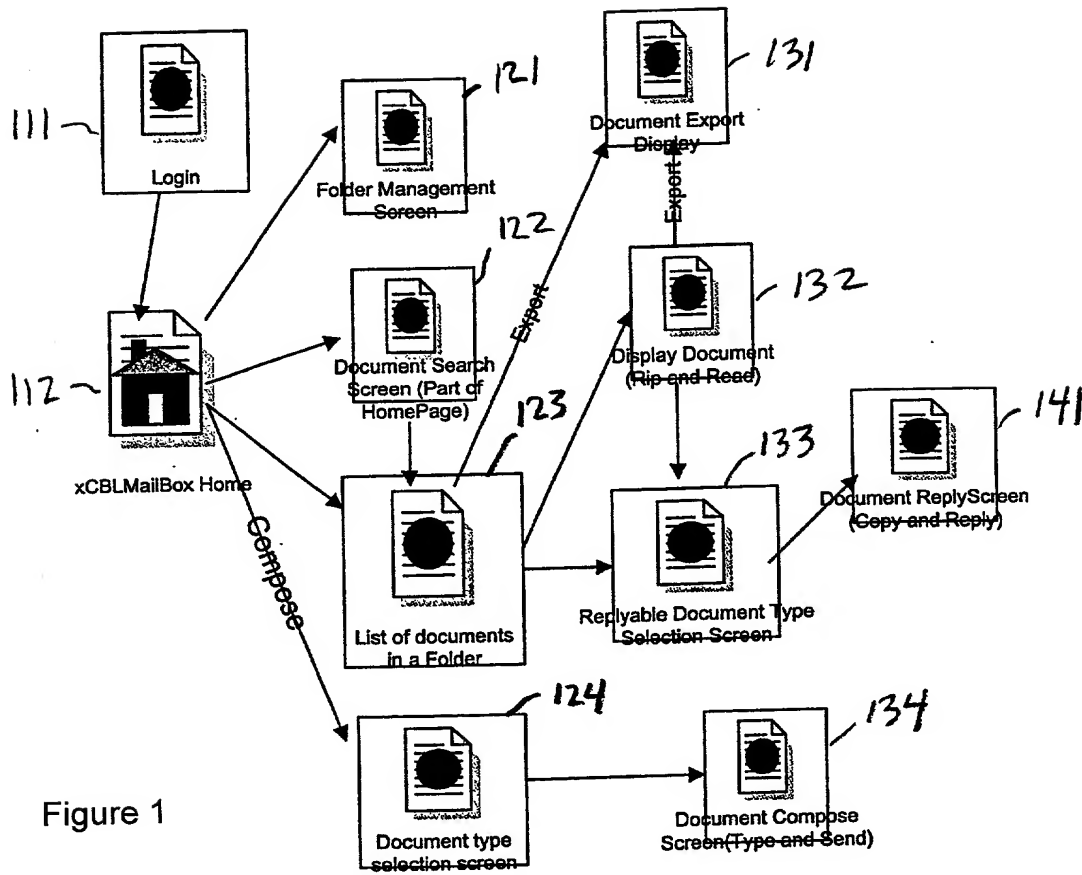 111
Login
121
Folder Management
Screen
131
Document Export
Display
Export
122
Document Search
Screen (Part of
HomePage)
Export
132
Display Document
(Rip and Read)
112
xCBLMailBox Home
123
List of documents
in a Folder
133
Replyable Document Type
Selection Screen
141
Document ReplyScreen
(Copy and Reply)
Compose
124
Document type
selection screen
134
Document Compose
Screen(Type and Send)
Figure 1